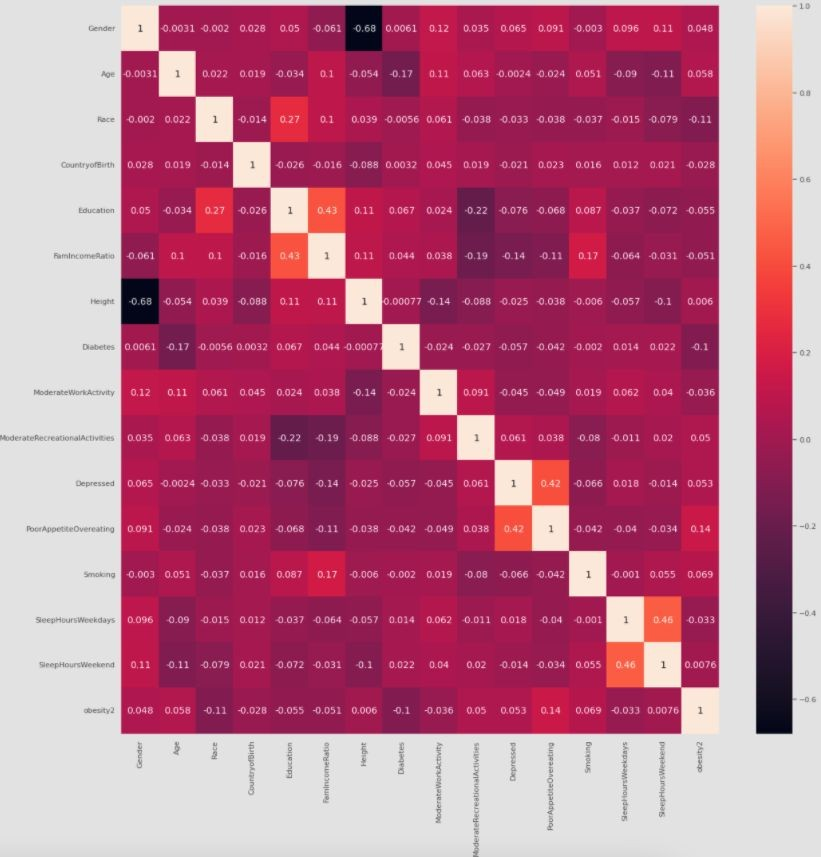 Gender 1 -0.0031 -0.002 0.028 0.05 -0.061 -0.68 0.0061 0.12 0.035 0.065 0.091 -0.003 0.096 0.11 0.048
Age -0.0031 1 0.022 0.019 -0.034 0.1 -0.054 -0.17 0.11 0.063 -0.0024 -0.024 0.051 -0.09 -0.11 0.058
Race -0.002 0.022 1 -0.014 0.27 0.1 0.039 -0.0056 0.061 -0.038 -0.033 -0.038 -0.037 -0.015 -0.079 -0.11
CountryofBirth 0.028 0.019 -0.014 1 -0.026 -0.016 -0.088 0.0032 0.045 0.019 -0.021 0.023 0.016 0.012 0.021 -0.028
Education 0.05 -0.034 0.27 -0.026 1 0.43 0.11 0.067 0.024 -0.22 -0.076 -0.068 0.087 -0.037 -0.072 -0.055
FamIncomeRatio -0.061 0.1 0.1 -0.016 0.43 1 0.11 0.044 0.038 -0.19 -0.14 -0.11 0.17 -0.064 -0.031 -0.051
Height -0.68 -0.054 0.039 -0.088 0.11 0.11 1 -0.00077 -0.14 -0.088 -0.025 -0.038 -0.006 -0.057 -0.1 0.006
Diabetes 0.0061 -0.17 -0.0056 0.0032 0.067 0.044 -0.00077 1 -0.024 -0.027 -0.057 -0.042 -0.002 0.014 0.022 -0.1
ModerateWorkActivity 0.12 0.11 0.061 0.045 0.024 0.038 -0.14 -0.024 1 0.091 -0.045 -0.049 0.019 0.062 0.04 -0.036
ModerateRecreationalActivities 0.035 0.063 -0.038 0.019 -0.22 -0.19 -0.088 -0.027 0.091 1 0.061 0.038 -0.08 -0.011 0.02 0.05
Depressed 0.065 -0.0024 -0.033 -0.021 -0.076 -0.14 -0.025 -0.057 -0.045 0.061 1 0.42 -0.066 0.018 -0.014 0.053
PoorAppetiteOvereating 0.091 -0.024 -0.038 0.023 -0.068 -0.11 -0.038 -0.042 -0.049 0.038 0.42 1 -0.042 -0.04 -0.034 0.14
Smoking -0.003 0.051 -0.037 0.016 0.087 0.17 -0.006 -0.002 0.019 -0.08 -0.066 -0.042 1 -0.001 0.055 0.069
SleepHoursWeekdays 0.096 -0.09 -0.015 0.012 -0.037 -0.064 -0.057 0.014 0.062 -0.011 0.018 -0.04 -0.001 1 0.46 -0.033
SleepHoursWeekend 0.11 -0.11 -0.079 0.021 -0.072 -0.031 -0.1 0.022 0.04 0.02 -0.014 -0.034 0.055 0.46 1 0.0076
obesity2 0.048 0.058 -0.11 -0.028 -0.055 -0.051 0.006 -0.1 -0.036 0.05 0.053 0.14 0.069 -0.033 0.0076 1
Gender
Age
Race
CountryofBirth
Education
FamIncomeRatio
Height
Diabetes
ModerateWorkActivity
ModerateRecreationalActivities
Depressed
PoorAppetiteOvereating
Smoking
SleepHoursWeekdays
SleepHoursWeekend
obesity2
1.0
0.8
0.6
0.4
0.2
0.0
−0.2
−0.4
−0.6